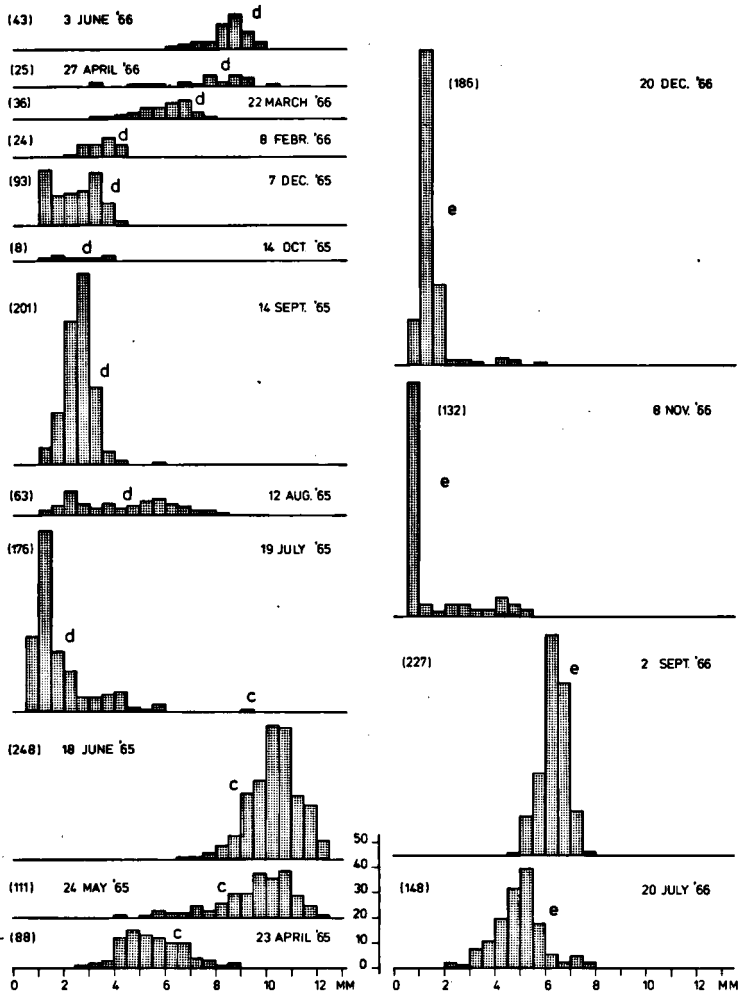 (43) 3 JUNE '66 d
(25) 27 APRIL '66 d
(36) d 22 MARCH '66
(24) d 8 FEBR. '66
(93) d 7 DEC. '65
(8) d 14 OCT '65
(201) d 14 SEPT. '65
(63) d 12 AUG. '65
(176) d 19 JULY '65
c
(248) 18 JUNE '65 c
(111) 24 MAY '65 c
(88) c 23 APRIL '65
0 2 4 6 8 10 12 MM
50
40
30
20
10
0
(186) 20 DEC. '66
e
(132) 8 NOV. '66
e
(227) e 2 SEPT. '66
(148) e 20 JULY '66
0 2 4 6 8 10 12 MM